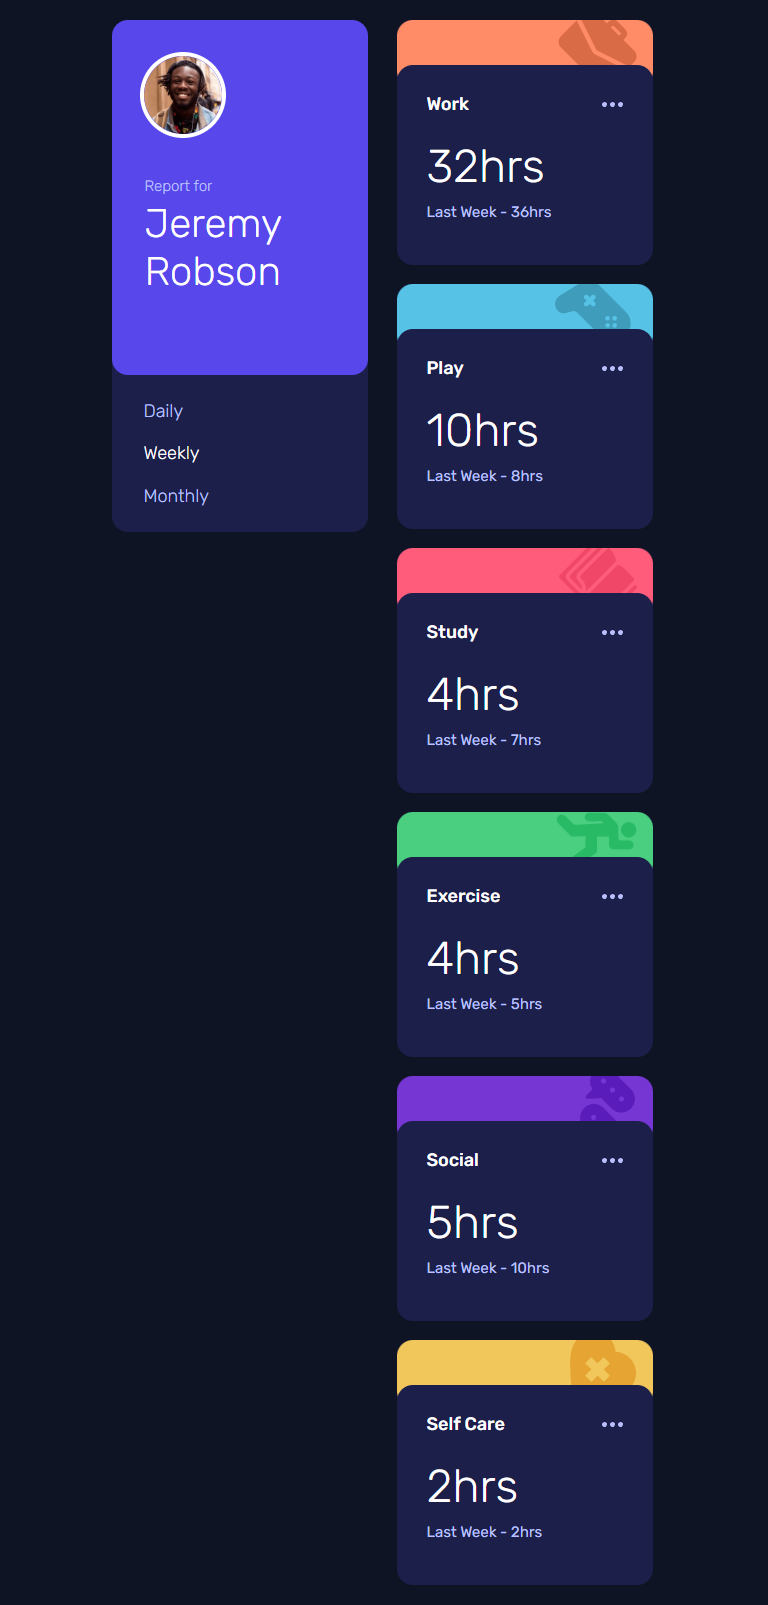 Report for
Jeremy
Robson
Daily
Weekly
Monthly
Work
32hrs
Last Week - 36hrs
Play
10hrs
Last Week - 8hrs
Study
4hrs
Last Week - 7hrs
Exercise
4hrs
Last Week - 5hrs
Social
5hrs
Last Week - 10hrs
Self Care
2hrs
Last Week - 2hrs